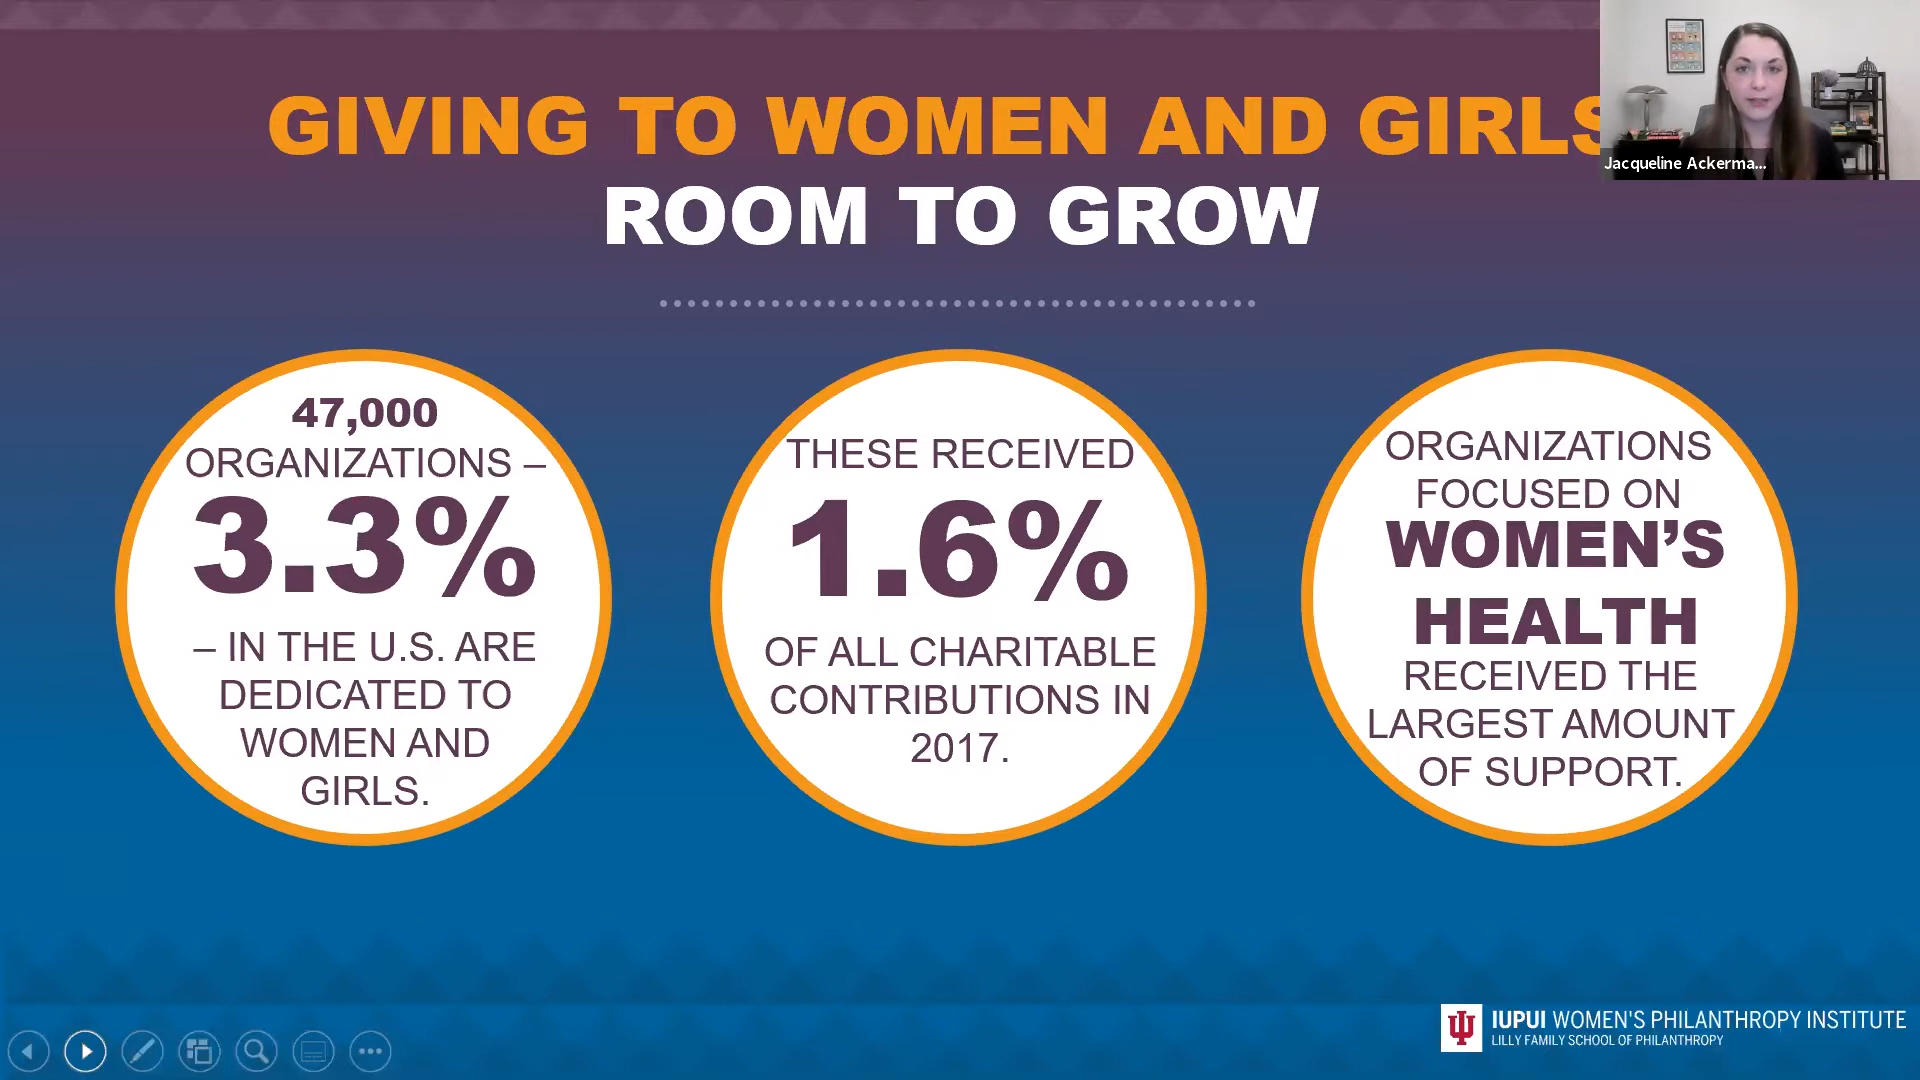 GIVING TO WOMEN AND GIRLS
ROOM TO GROW
Jacqueline Ackerma...
47,000
ORGANIZATIONS –
3.3%
– IN THE U.S. ARE
DEDICATED TO
WOMEN AND
GIRLS.
THESE RECEIVED
1.6%
OF ALL CHARITABLE
CONTRIBUTIONS IN
2017.
ORGANIZATIONS
FOCUSED ON
WOMEN’S
HEALTH
RECEIVED THE
LARGEST AMOUNT
OF SUPPORT.
IUPUI WOMEN'S PHILANTHROPY INSTITUTE
LILLY FAMILY SCHOOL OF PHILANTHROPY